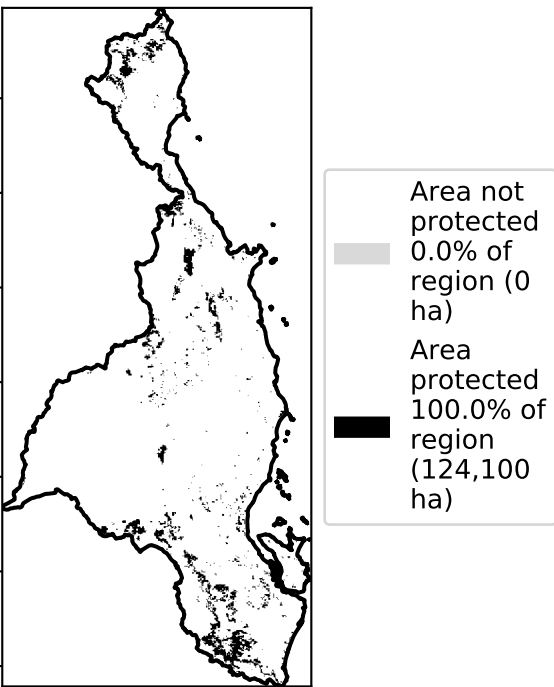 Area not
protected
0.0% of
region (0
ha)
Area
protected
100.0% of
region
(124,100
ha)